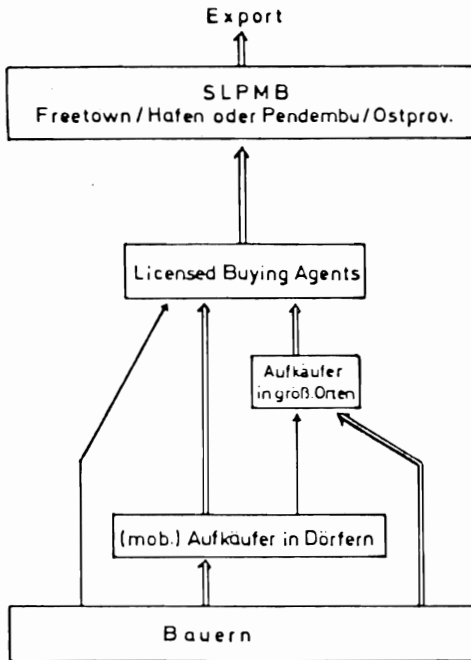 Export
SLPMB
Freetown/Hafen oder Pendembu/Ostprov.
Licensed Buying Agents
Aufkäufer
in größ. Orten
(mob.) Aufkäufer in Dörfern
Bauern